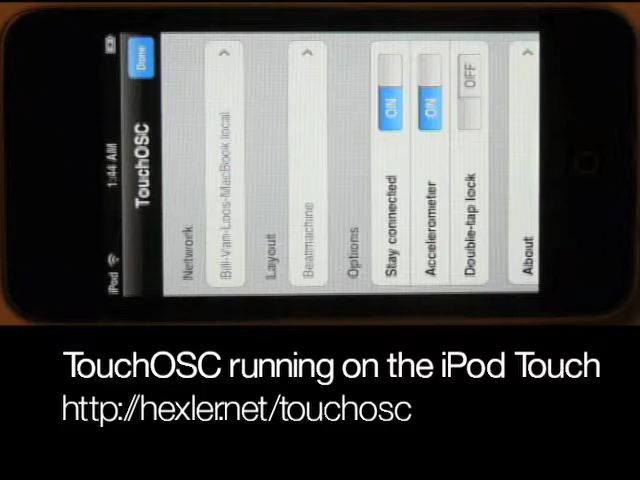 iPod
1:44 AM
TouchOSC
Done
Network
Bill-Van-Loos-MacBook.local
Layout
Beatmachine
Options
Stay connected
ON
Accelerometer
ON
Double-tap lock
OFF
About
TouchOSC running on the iPod Touch
http://hexler.net/touchosc